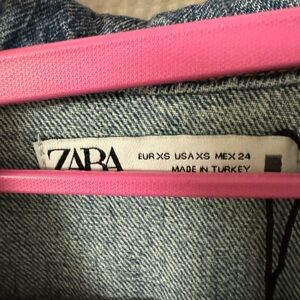 ZARA
EUR XS USA XS MEX 24
MADE IN TURKEY